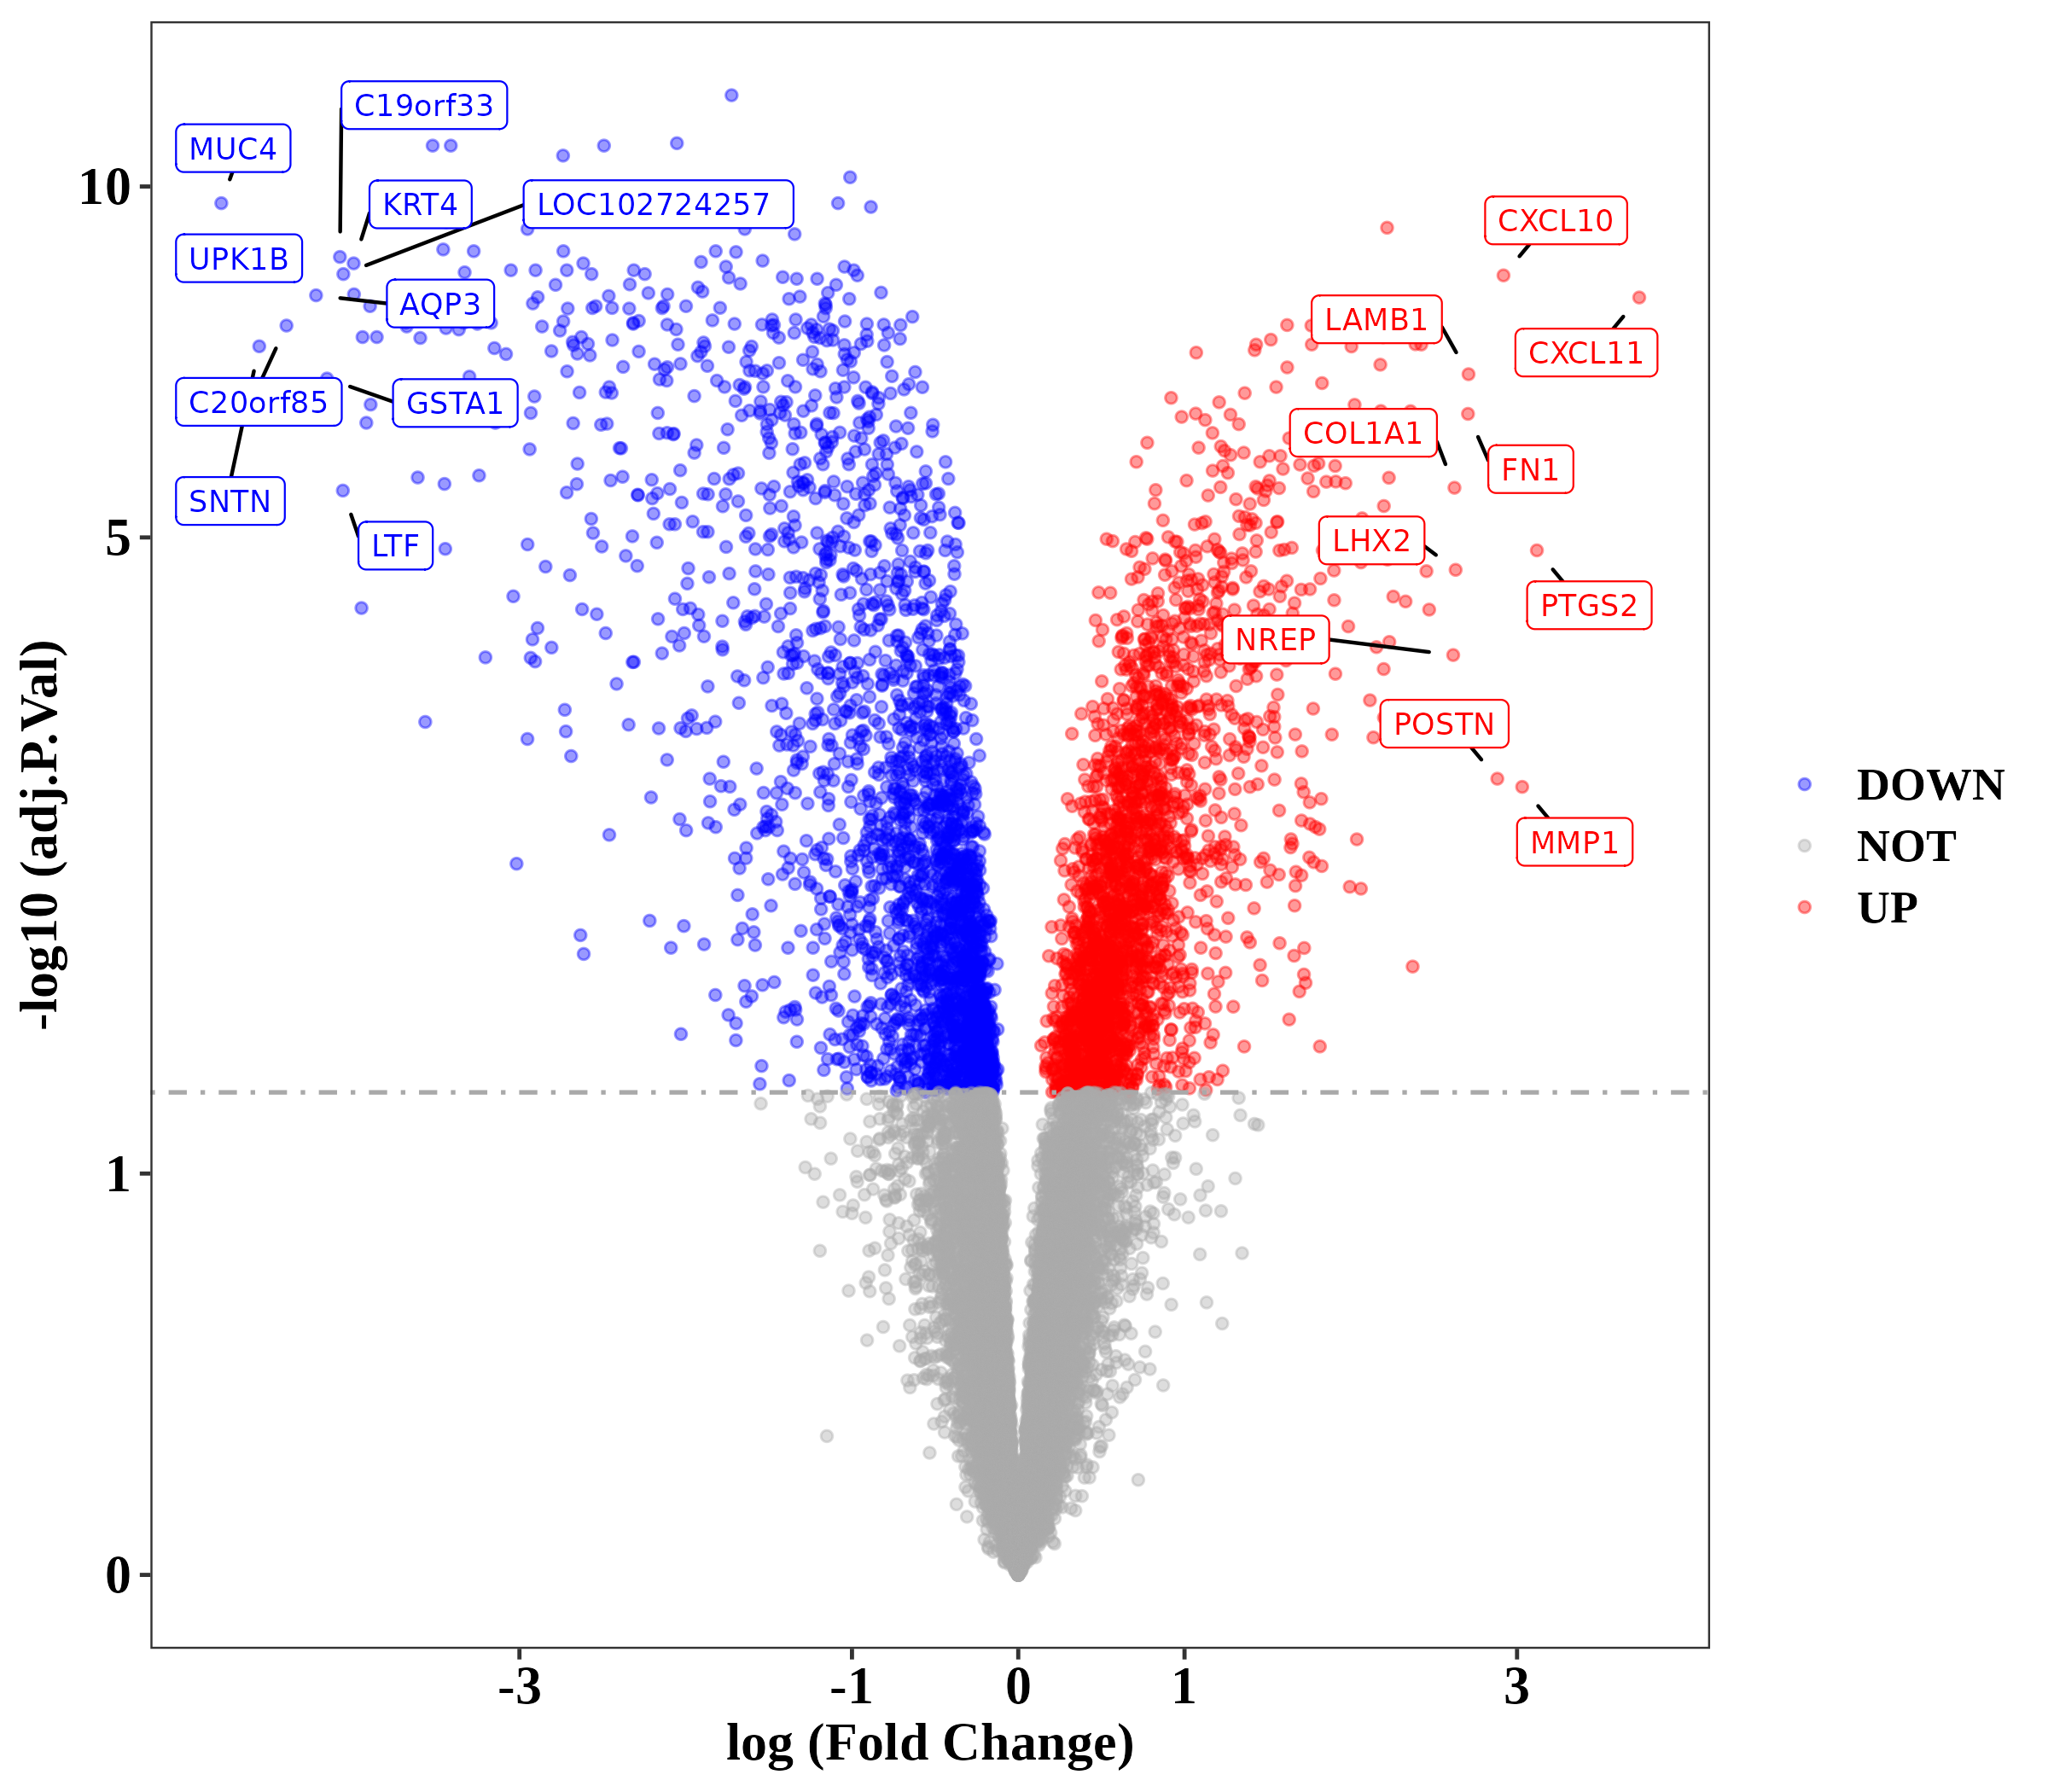 C19orf33
MUC4
KRT4
LOC102724257
UPK1B
AQP3
C20orf85
GSTA1
SNTN
LTF
CXCL10
LAMB1
CXCL11
COL1A1
FN1
LHX2
PTGS2
NREP
POSTN
MMP1
10
5
1
0
-log10 (adj.P.Val)
-3
-1
0
1
3
log (Fold Change)
DOWN
NOT
UP